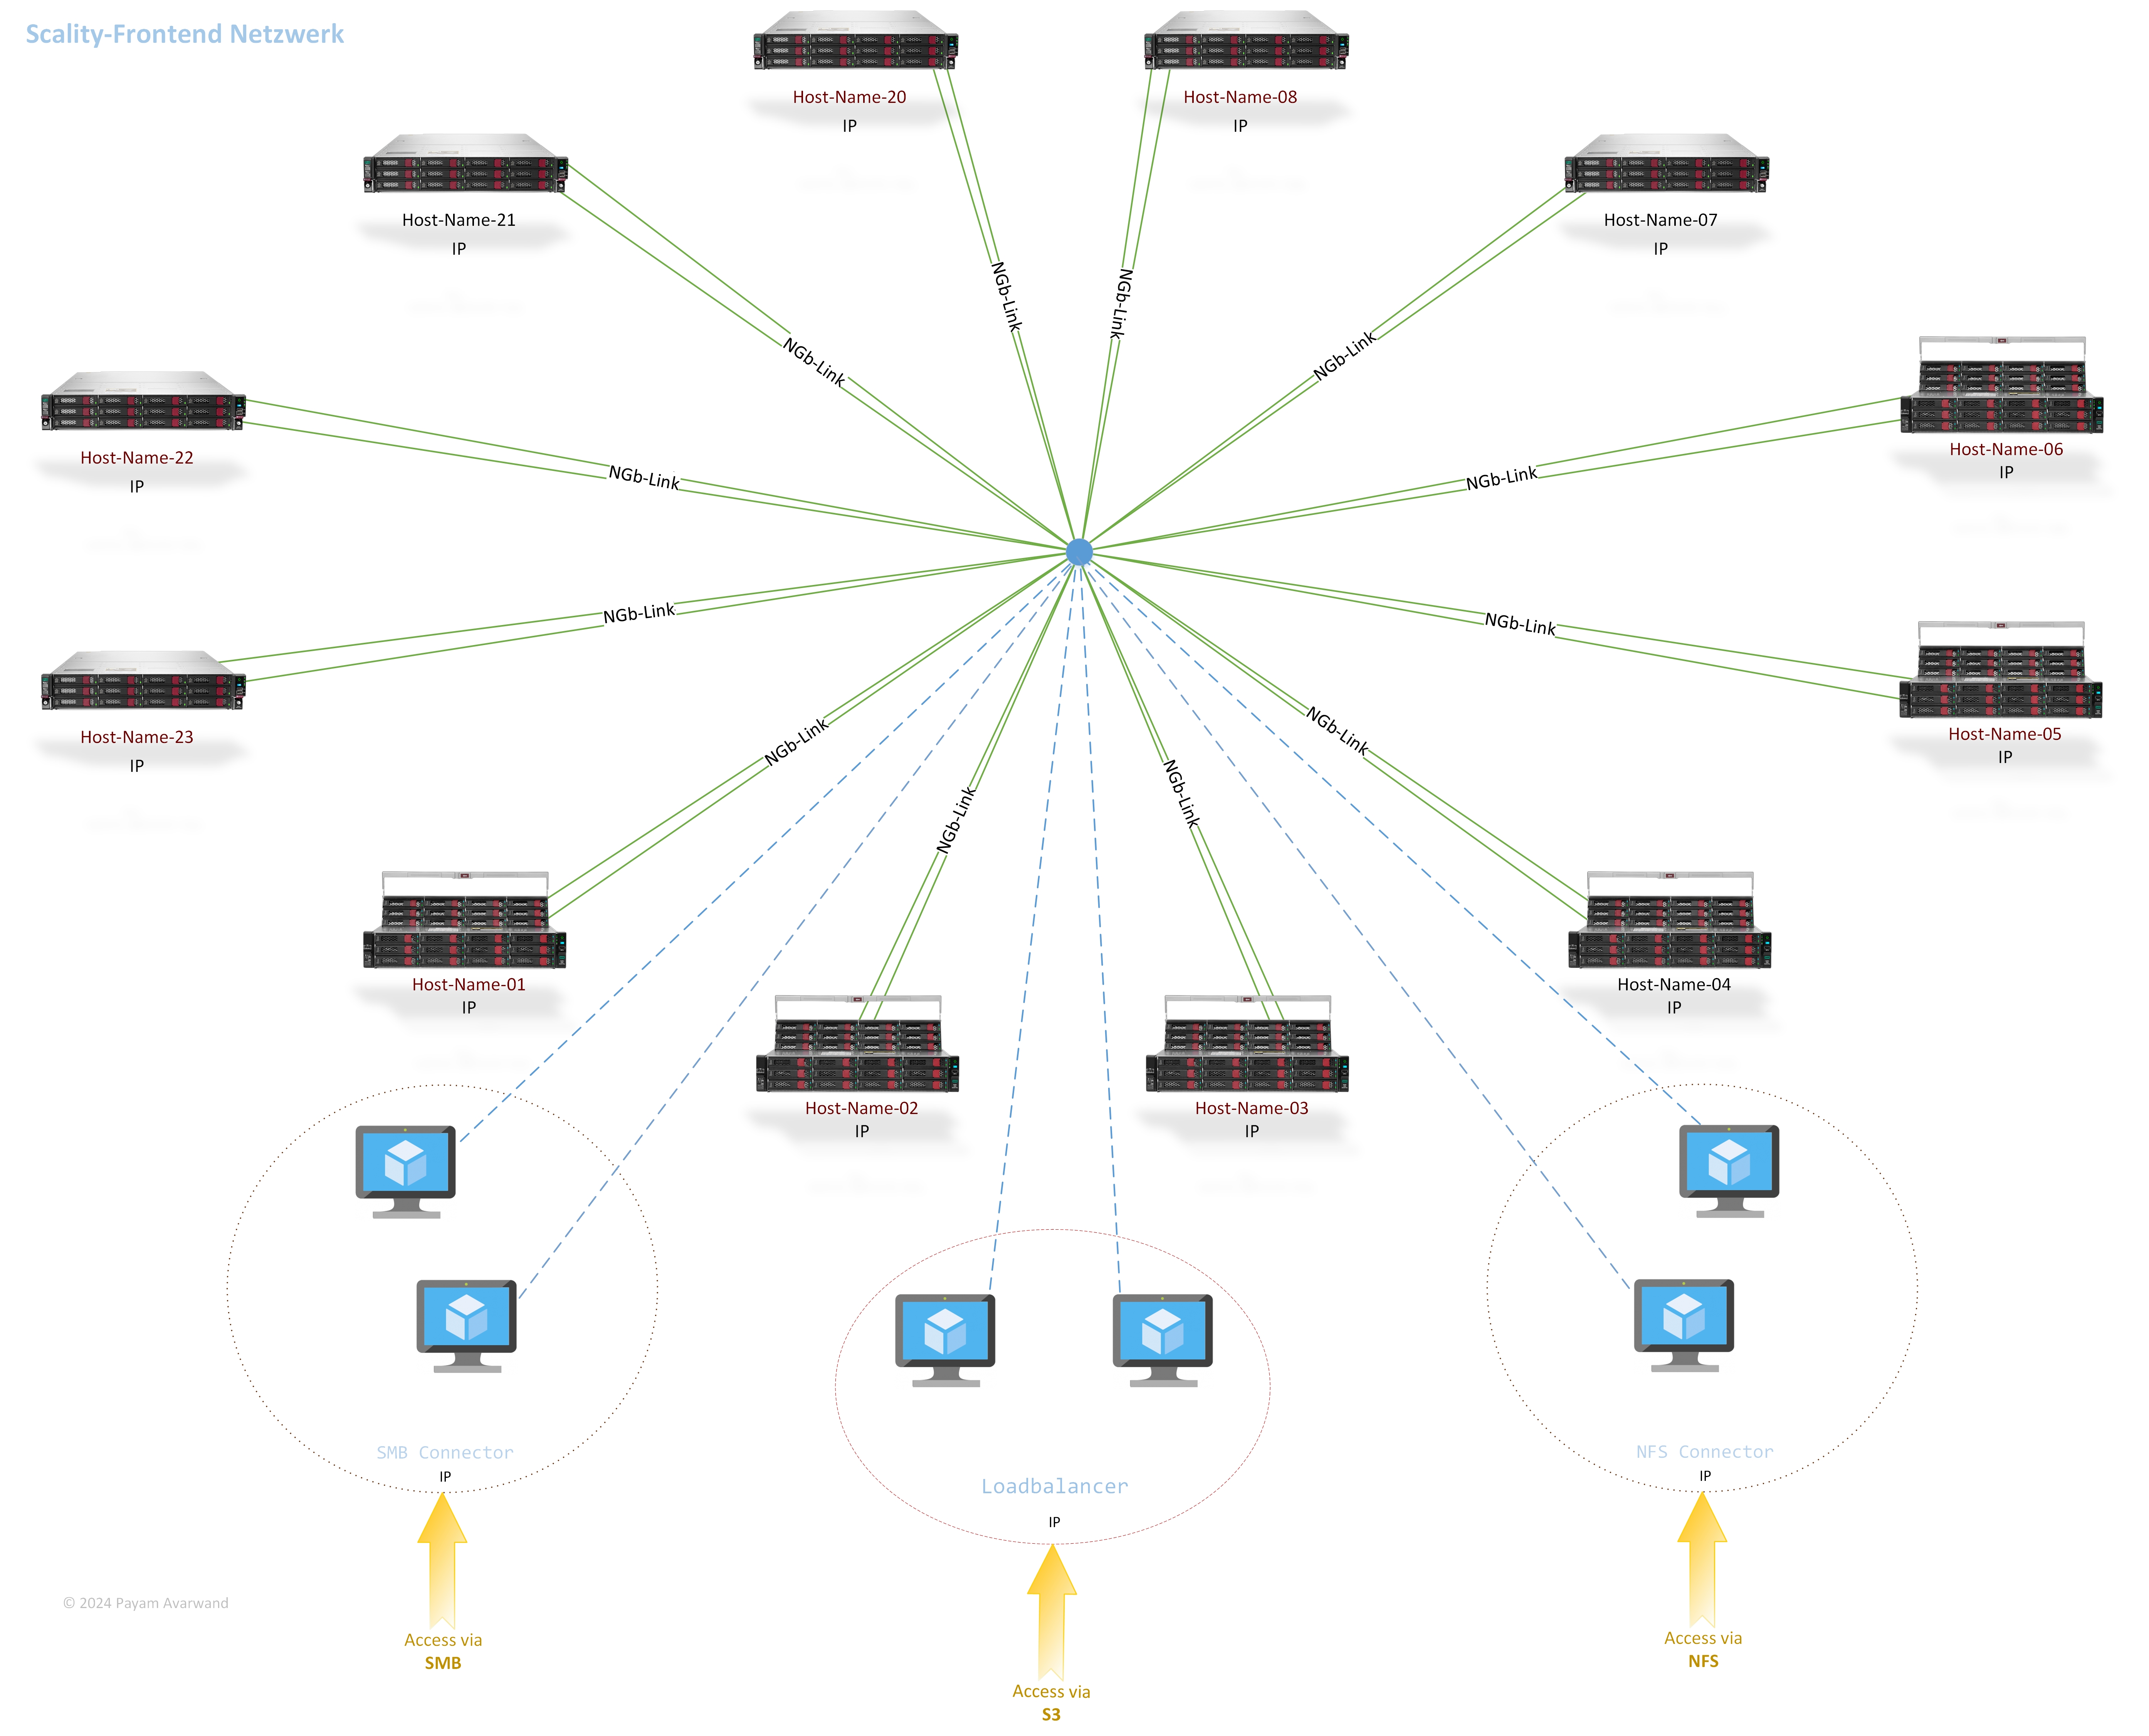 Scality-Frontend Netzwerk
Host-Name-20
IP
Host-Name-08
IP
Host-Name-21
IP
Host-Name-07
IP
NGb-Link
NGb-Link
NGb-Link
NGb-Link
Host-Name-22
IP
Host-Name-06
IP
NGb-Link
NGb-Link
NGb-Link
NGb-Link
Host-Name-23
IP
Host-Name-05
IP
NGb-Link
NGb-Link
NGb-Link
NGb-Link
Host-Name-01
IP
Host-Name-04
IP
Host-Name-02
IP
Host-Name-03
IP
SMB Connector
IP
Loadbalancer
IP
NFS Connector
IP
© 2024 Payam Avarwand
Access via
SMB
Access via
S3
Access via
NFS